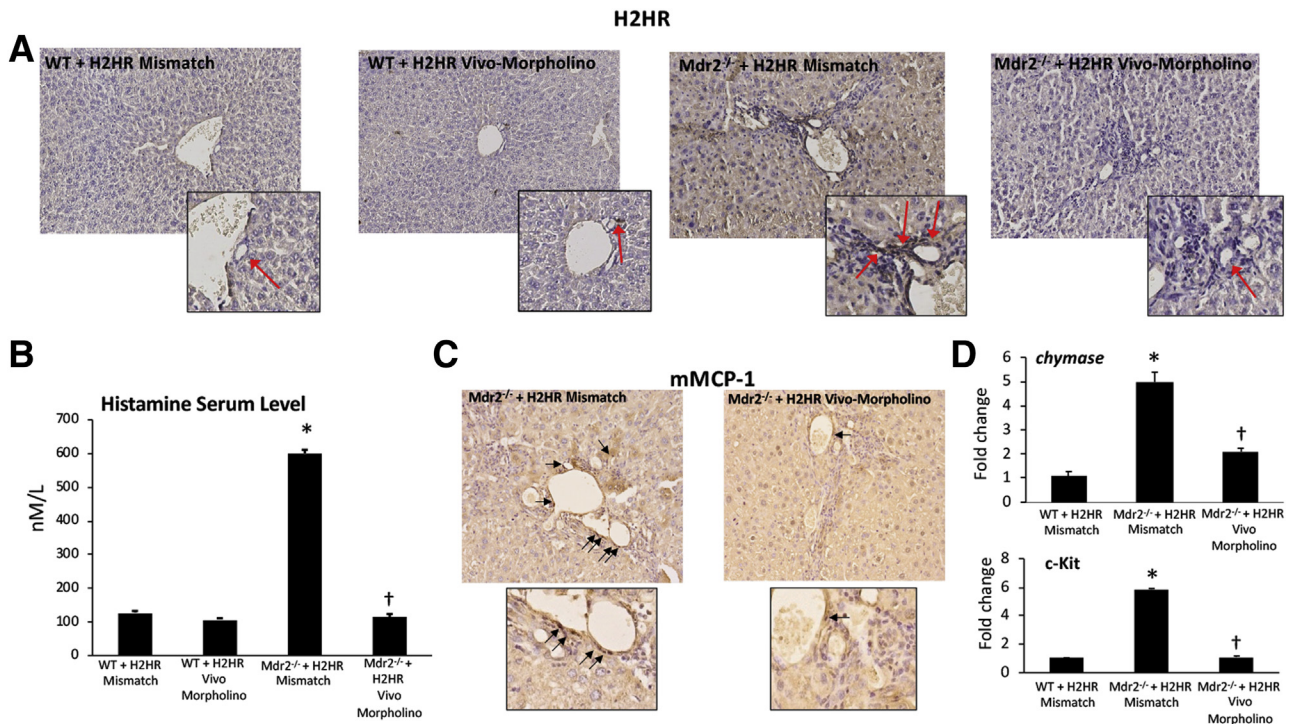 H2HR
A
WT + H2HR Mismatch
WT + H2HR Vivo-Morpholino
Mdr2-/- + H2HR Mismatch
Mdr2-/- + H2HR Vivo-Morpholino
B
Histamine Serum Level
nM/L
700
600
500
400
300
200
100
0
*
†
WT + H2HR
Mismatch
WT + H2HR
Vivo
Morpholino
Mdr2-/- + H2HR
Mismatch
Mdr2-/- +
H2HR
Vivo
Morpholino
C
mMCP-1
Mdr2-/- + H2HR Mismatch
Mdr2-/- + H2HR Vivo-Morpholino
D
chymase
Fold change
6
5
4
3
2
1
0
*
†
WT + H2HR
Mismatch
Mdr2-/- + H2HR
Mismatch
Mdr2-/- + H2HR
Vivo
Morpholino
c-Kit
Fold change
8
6
4
2
0
*
†
WT + H2HR
Mismatch
Mdr2-/- + H2HR
Mismatch
Mdr2-/- + H2HR
Vivo
Morpholino